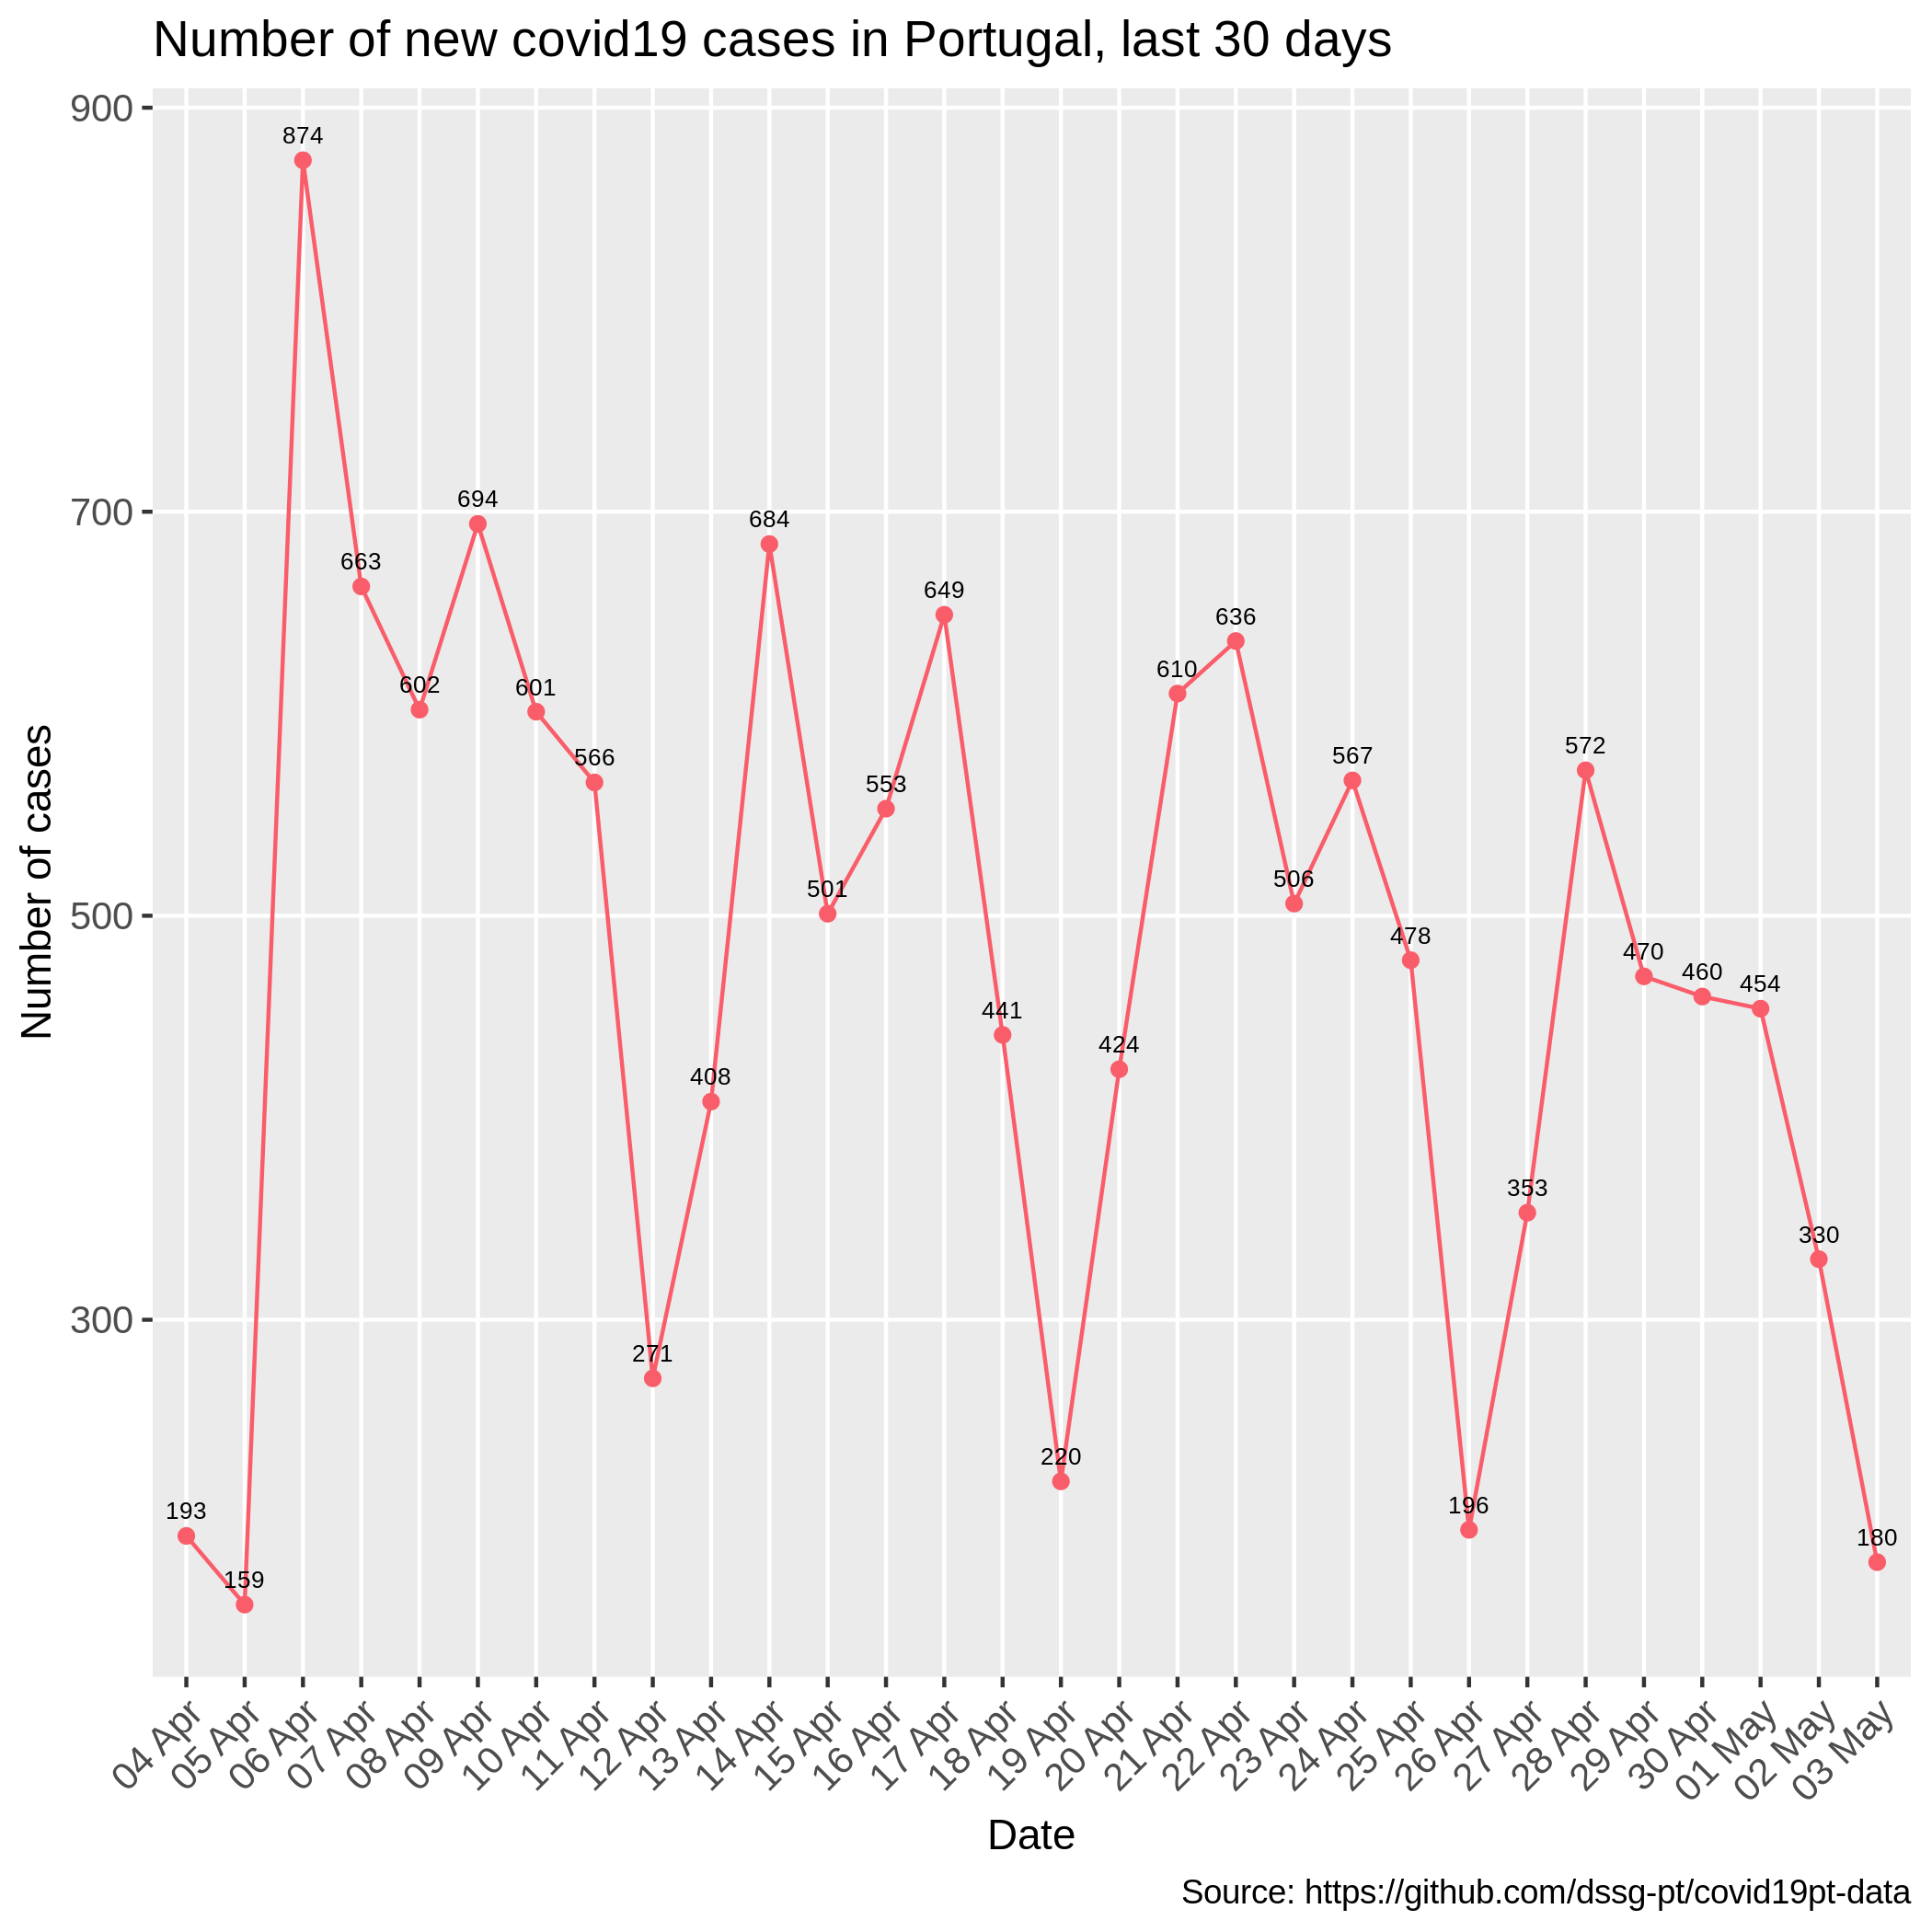 Number of new covid19 cases in Portugal, last 30 days
Number of cases
900
700
500
300
193
159
874
663
602
694
601
566
271
408
684
501
553
649
441
220
424
610
636
506
567
478
196
353
572
470
460
454
330
180
04 Apr
05 Apr
06 Apr
07 Apr
08 Apr
09 Apr
10 Apr
11 Apr
12 Apr
13 Apr
14 Apr
15 Apr
16 Apr
17 Apr
18 Apr
19 Apr
20 Apr
21 Apr
22 Apr
23 Apr
24 Apr
25 Apr
26 Apr
27 Apr
28 Apr
29 Apr
30 Apr
01 May
02 May
03 May
Date
Source: https://github.com/dssg-pt/covid19pt-data